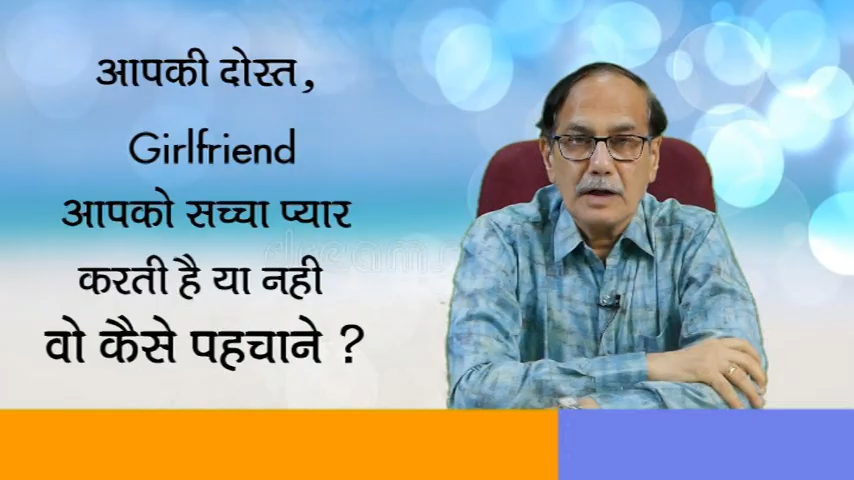 आपकी दोस्त,
Girlfriend
आपको सच्चा प्यार
करती है या नही
वो कैसे पहचाने ?